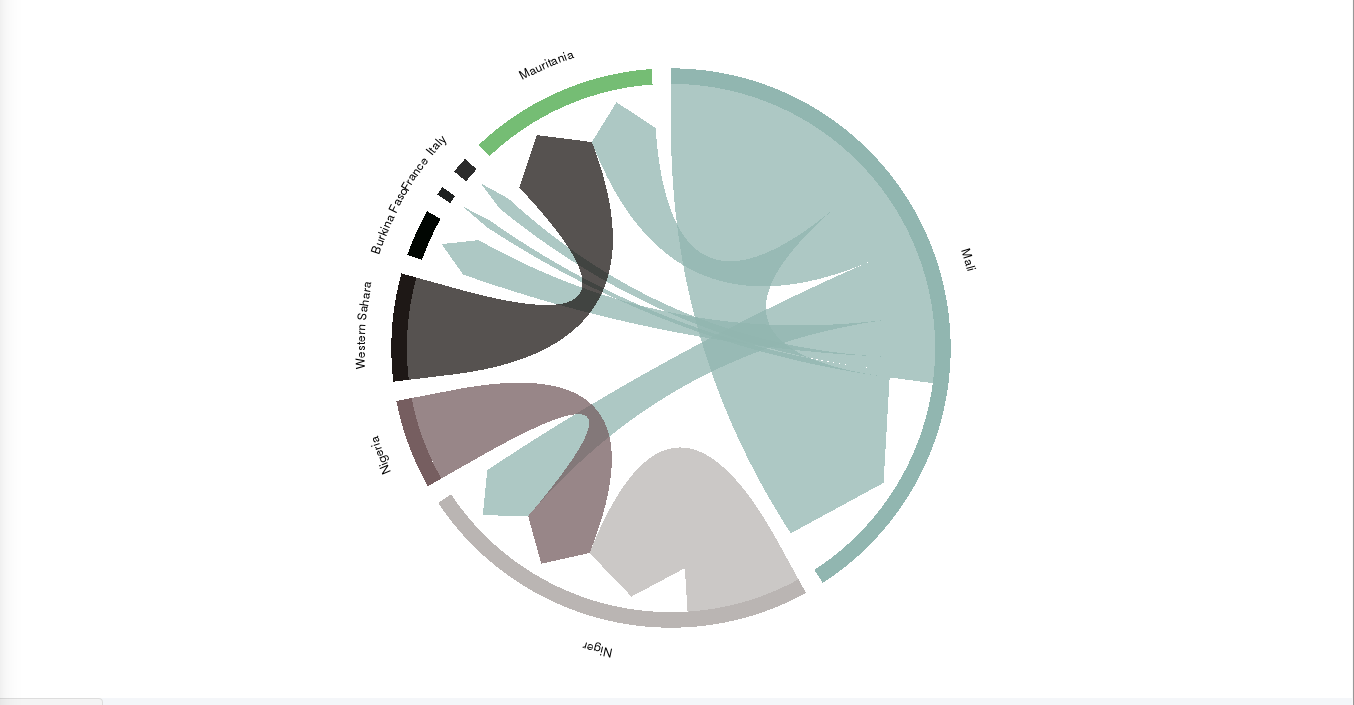 Mauritania
Italy
France
Burkina Faso
Western Sahara
Nigeria
Niger
Mali